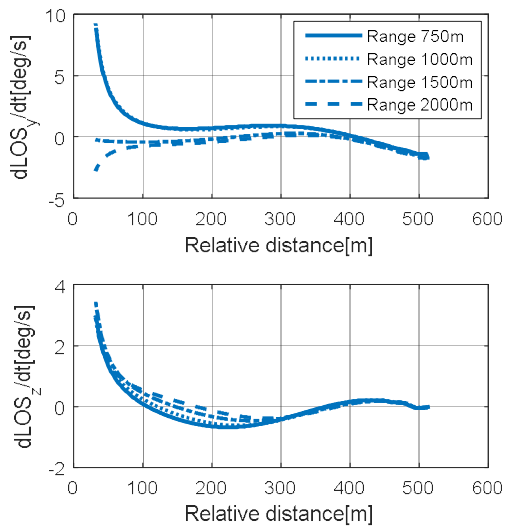 10
5
0
-5
dLOSy/dt[deg/s]
Range 750m
Range 1000m
Range 1500m
Range 2000m
0 100 200 300 400 500 600
Relative distance[m]
4
2
0
-2
dLOSz/dt[deg/s]
0 100 200 300 400 500 600
Relative distance[m]